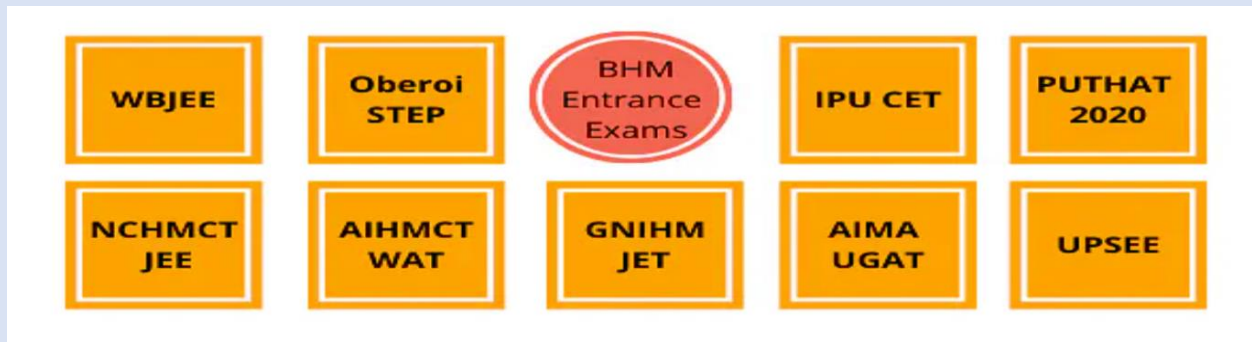 WBJEE
Oberoi
STEP
BHM
Entrance
Exams
IPU CET
PUTHAT
2020
NCHMCT
JEE
AIHMCT
WAT
GNIHM
JET
AIMA
UGAT
UPSEE